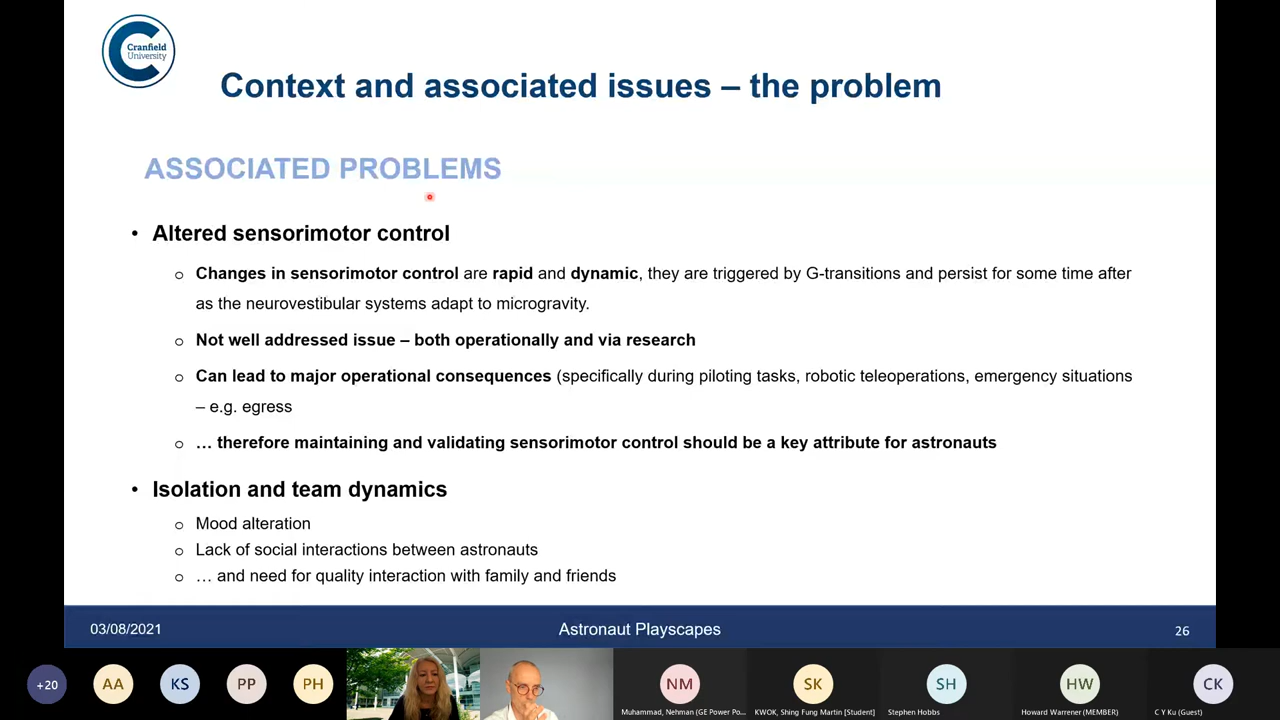 Cranfield
University
Context and associated issues – the problem
ASSOCIATED PROBLEMS
• Altered sensorimotor control
o Changes in sensorimotor control are rapid and dynamic, they are triggered by G-transitions and persist for some time after
as the neurovestibular systems adapt to microgravity.
o Not well addressed issue – both operationally and via research
o Can lead to major operational consequences (specifically during piloting tasks, robotic teleoperations, emergency situations
– e.g. egress
o … therefore maintaining and validating sensorimotor control should be a key attribute for astronauts
• Isolation and team dynamics
o Mood alteration
o Lack of social interactions between astronauts
o … and need for quality interaction with family and friends
03/08/2021 Astronaut Playscapes 26
+20 AA KS PP PH NM SK SH HW CK
Muhammad, Nehman (GE Power Po... KWOK, Shing Fung Martin [Student] Stephen Hobbs Howard Warrener (MEMBER) C Y Ku (Guest)